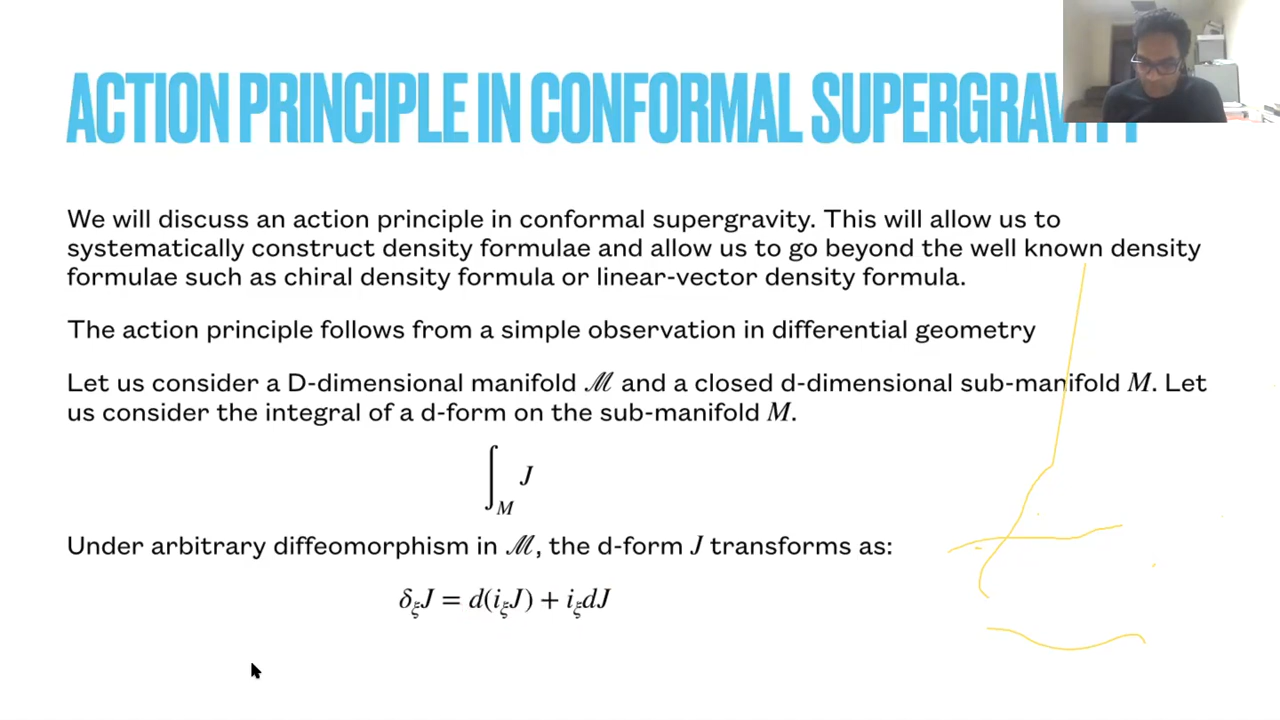 ACTION PRINCIPLE IN CONFORMAL SUPERGRAVITY
We will discuss an action principle in conformal supergravity. This will allow us to
systematically construct density formulae and allow us to go beyond the well known density
formulae such as chiral density formula or linear-vector density formula.
The action principle follows from a simple observation in differential geometry
Let us consider a D-dimensional manifold ℳ and a closed d-dimensional sub-manifold M. Let
us consider the integral of a d-form on the sub-manifold M.
∫_M J
Under arbitrary diffeomorphism in ℳ, the d-form J transforms as:
δ_ξJ = d(i_ξJ) + i_ξdJ